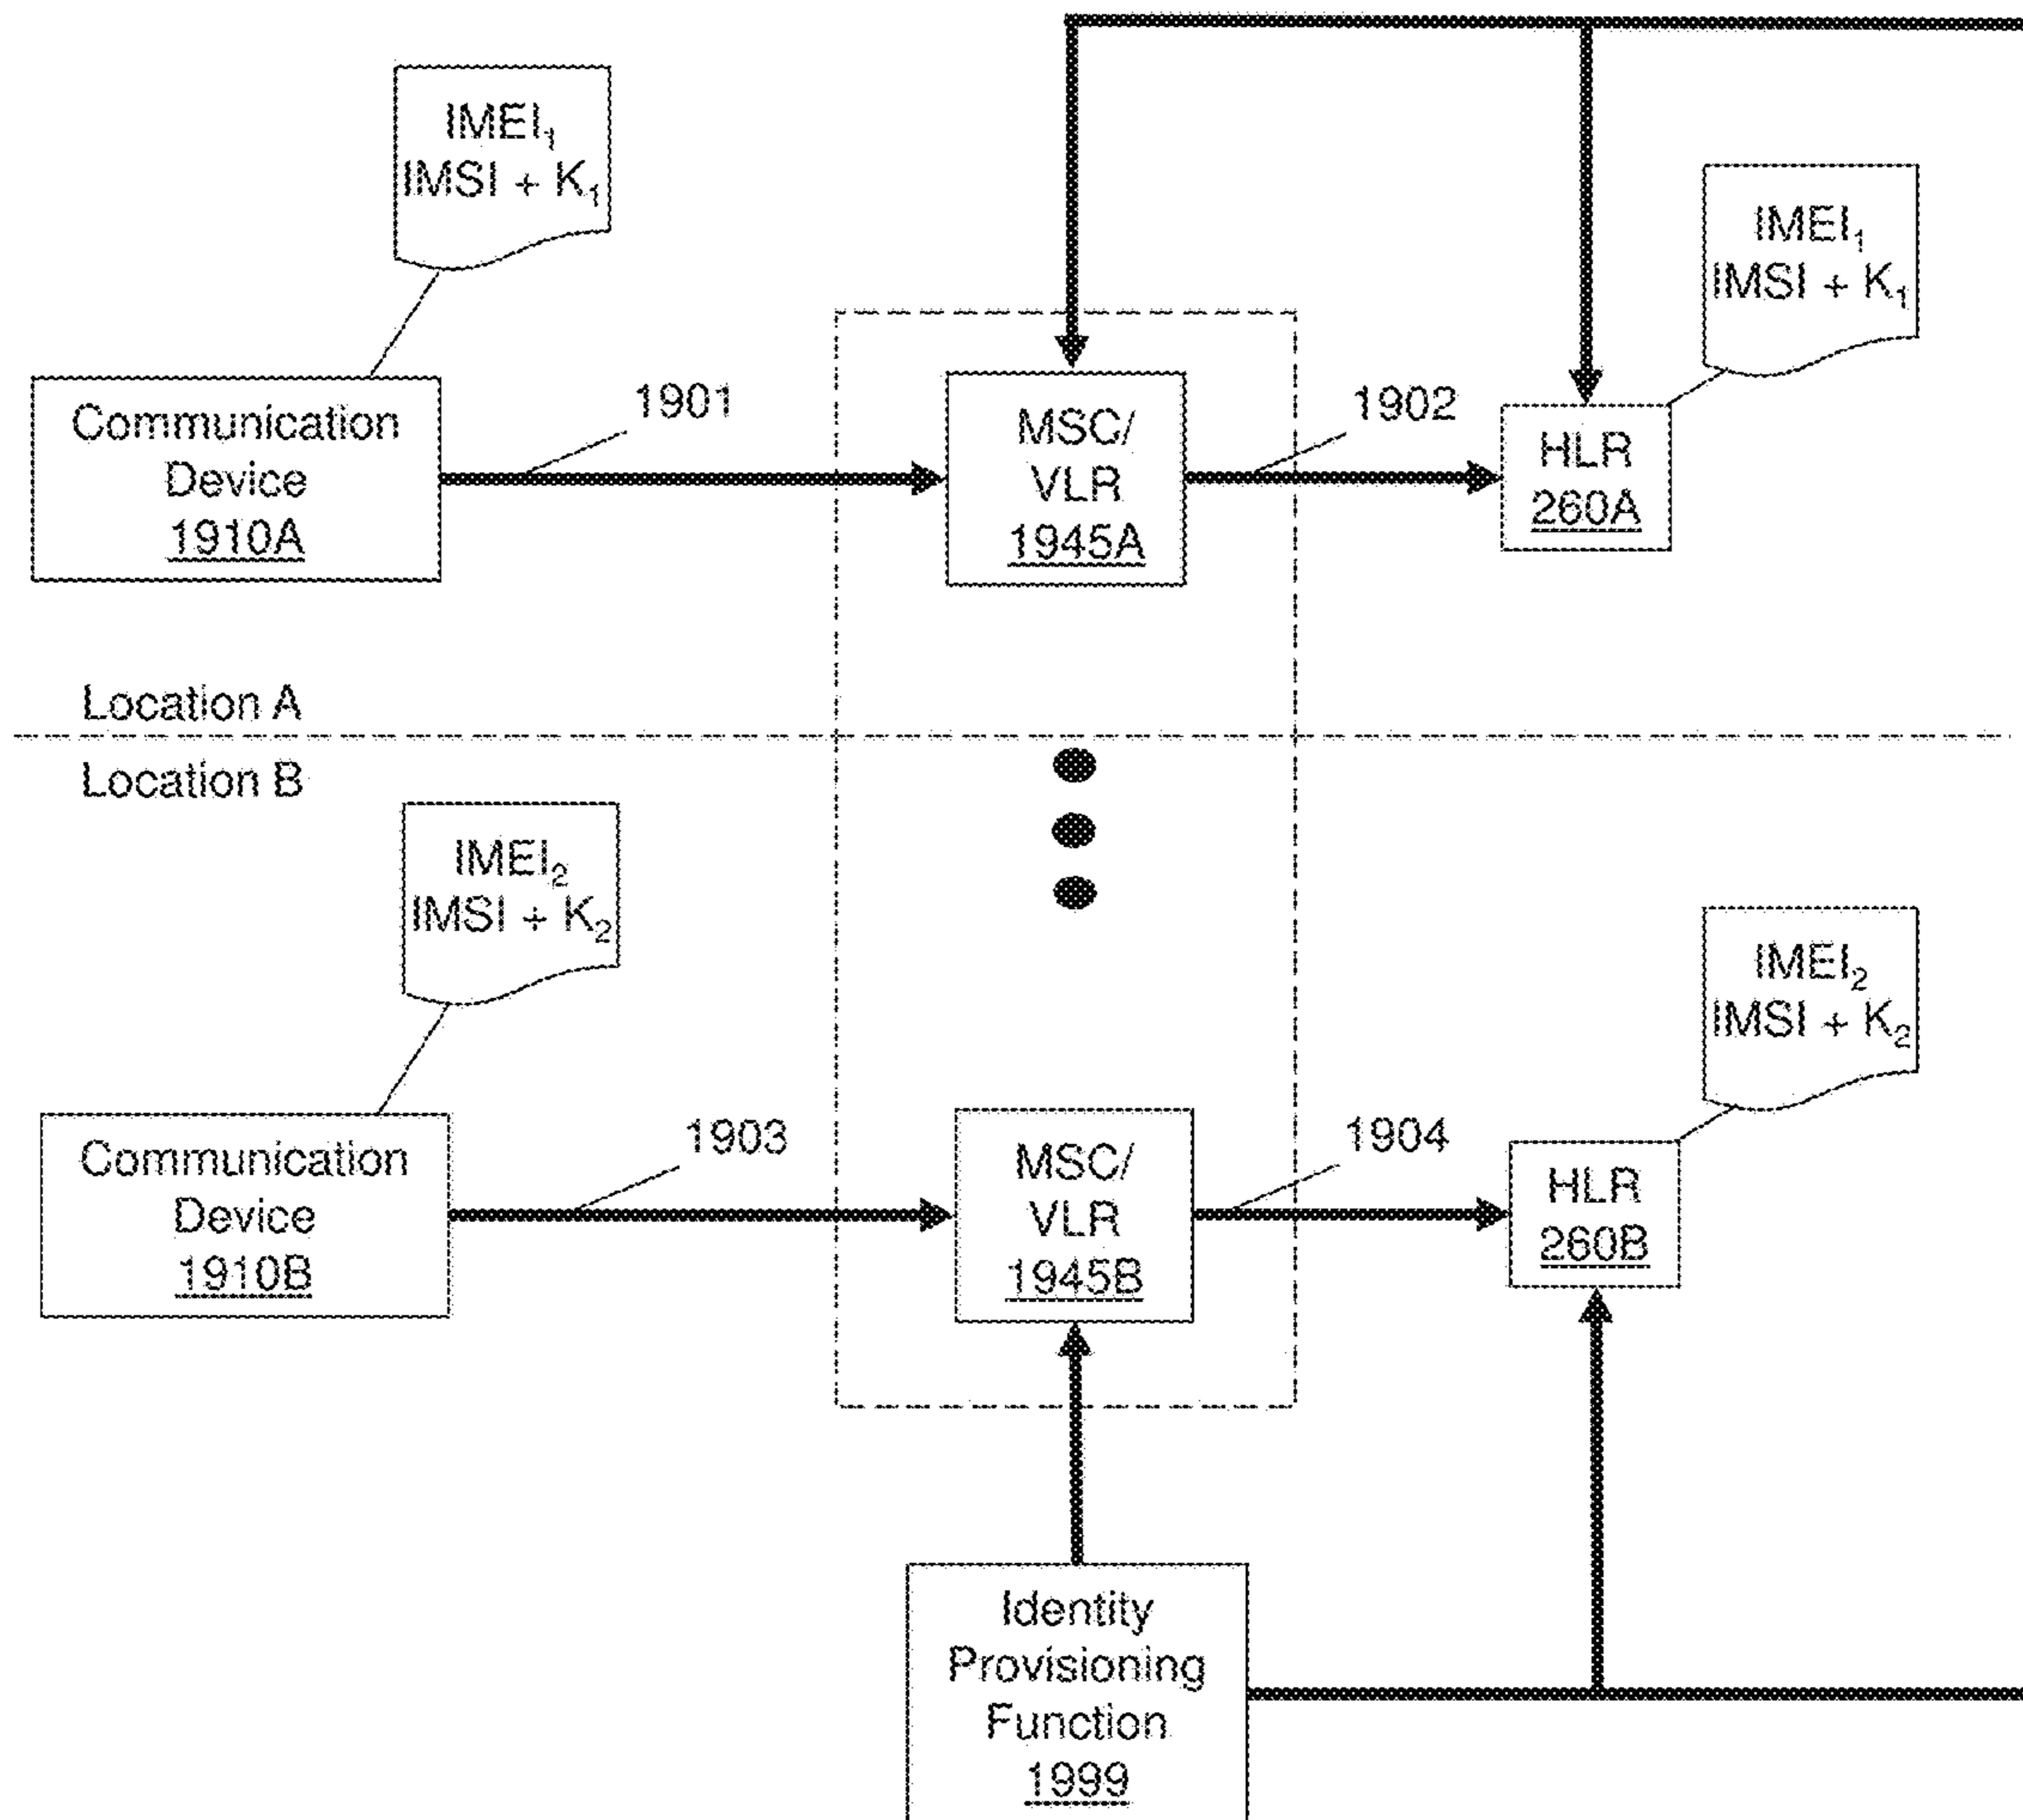 IMEI₁
IMSI + K₁
IMEI₁
IMSI + K₁
Communication
Device
1910A
1901
MSC/
VLR
1945A
1902
HLR
260A
Location A
Location B
IMEI₂
IMSI + K₂
IMEI₂
IMSI + K₂
Communication
Device
1910B
1903
MSC/
VLR
1945B
1904
HLR
260B
Identity
Provisioning
Function
1999